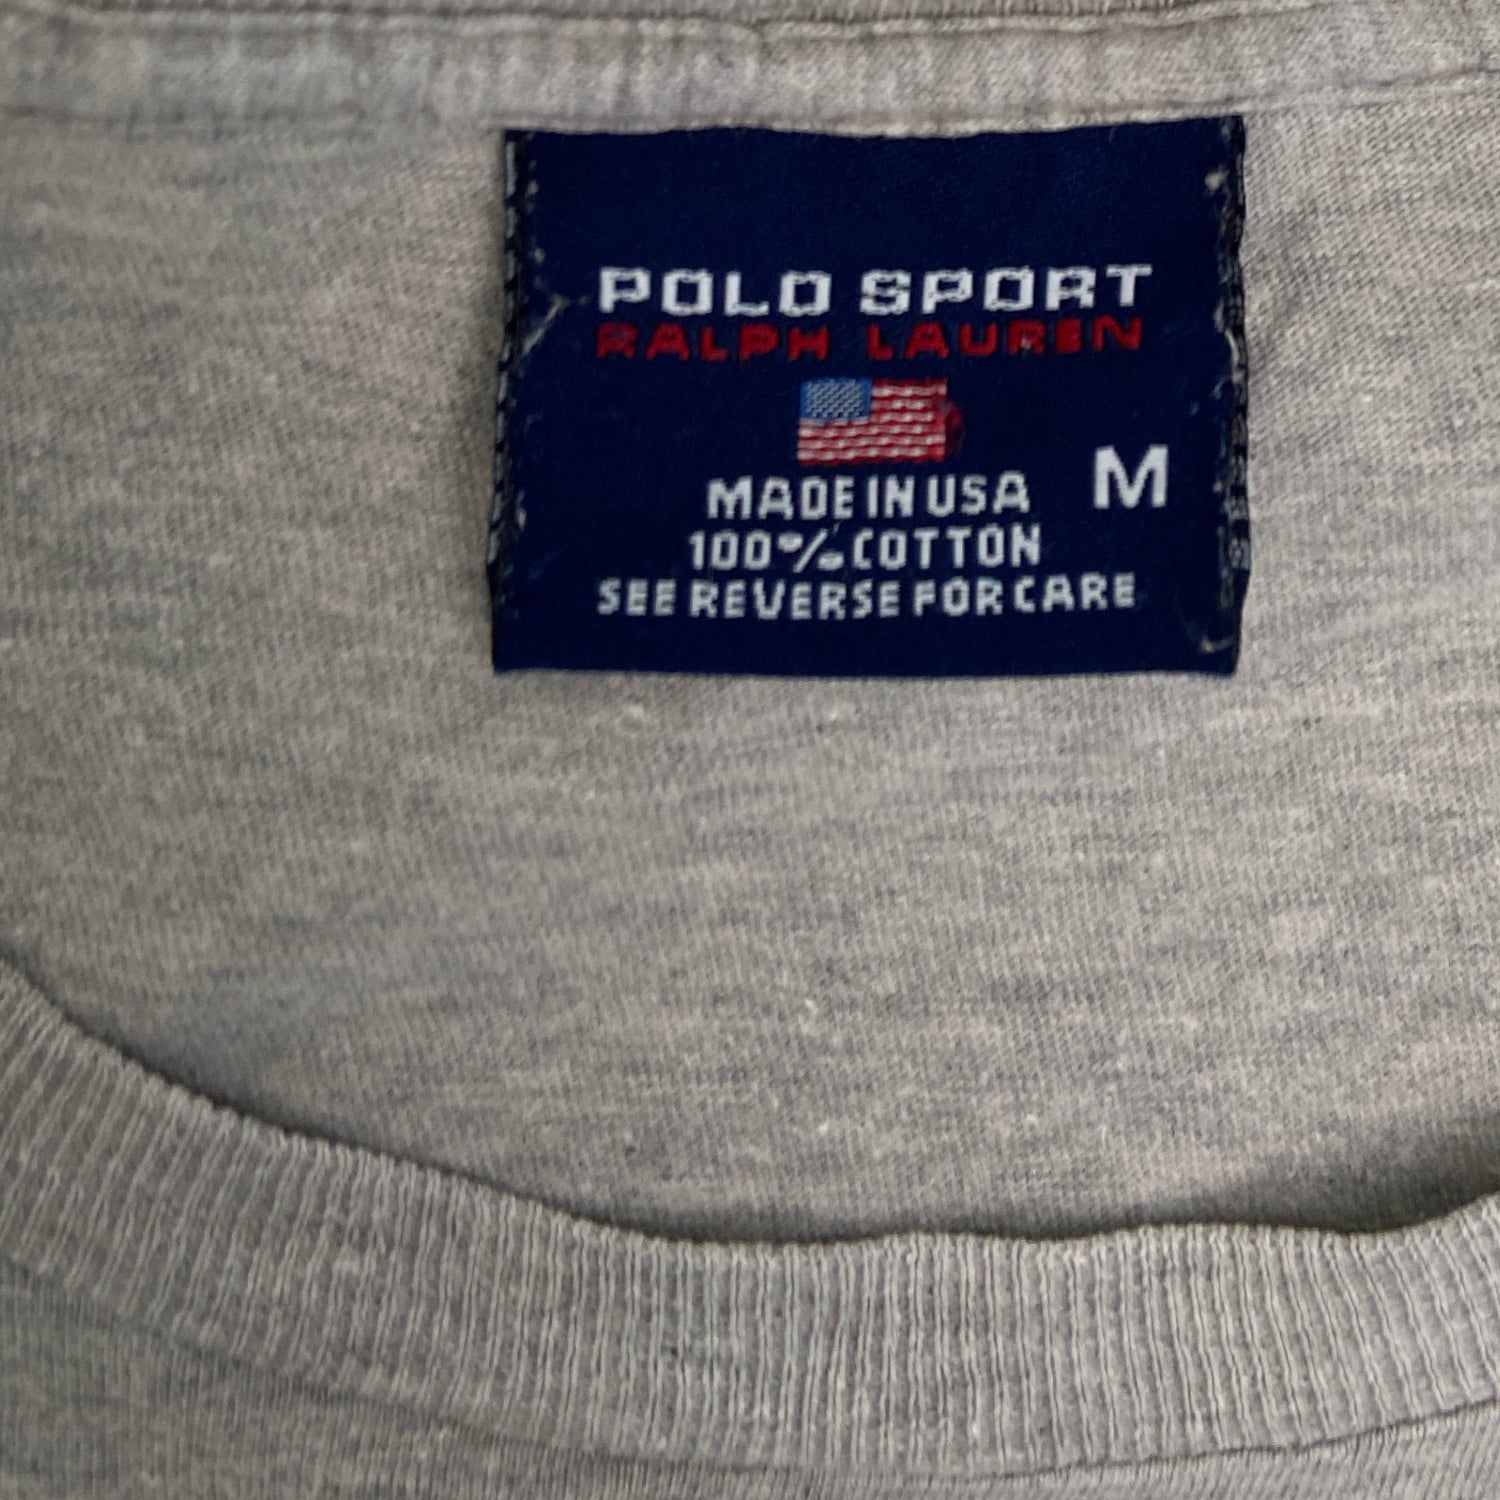 POLO SPORT
RALPH LAUREN
MADE IN USA
M
100% COTTON
SEE REVERSE FOR CARE